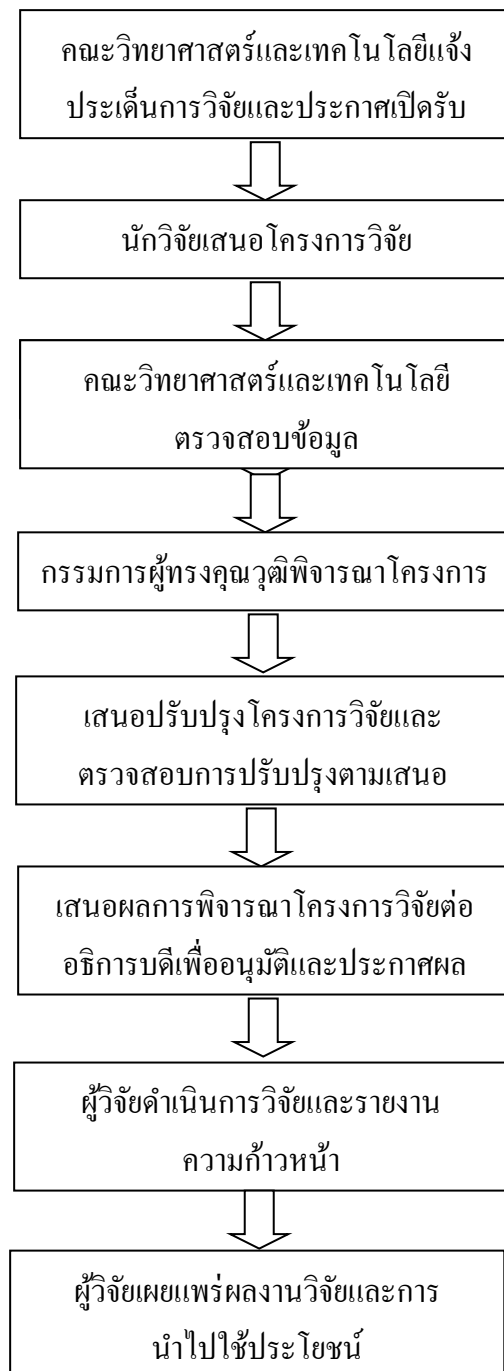 คณะวิทยาศาสตร์และเทคโนโลยีแจ้ง
ประเด็นการวิจัยและประกาศเปิดรับ
นักวิจัยเสนอโครงการวิจัย
คณะวิทยาศาสตร์และเทคโนโลยี
ตรวจสอบข้อมูล
กรรมการผู้ทรงคุณวุฒิพิจารณาโครงการ
เสนอปรับปรุงโครงการวิจัยและ
ตรวจสอบการปรับปรุงตามเสนอ
เสนอผลการพิจารณาโครงการวิจัยต่อ
อธิการบดีเพื่ออนุมัติและประกาศผล
ผู้วิจัยดำเนินการวิจัยและรายงาน
ความก้าวหน้า
ผู้วิจัยเผยแพร่ผลงานวิจัยและการ
นำไปใช้ประโยชน์